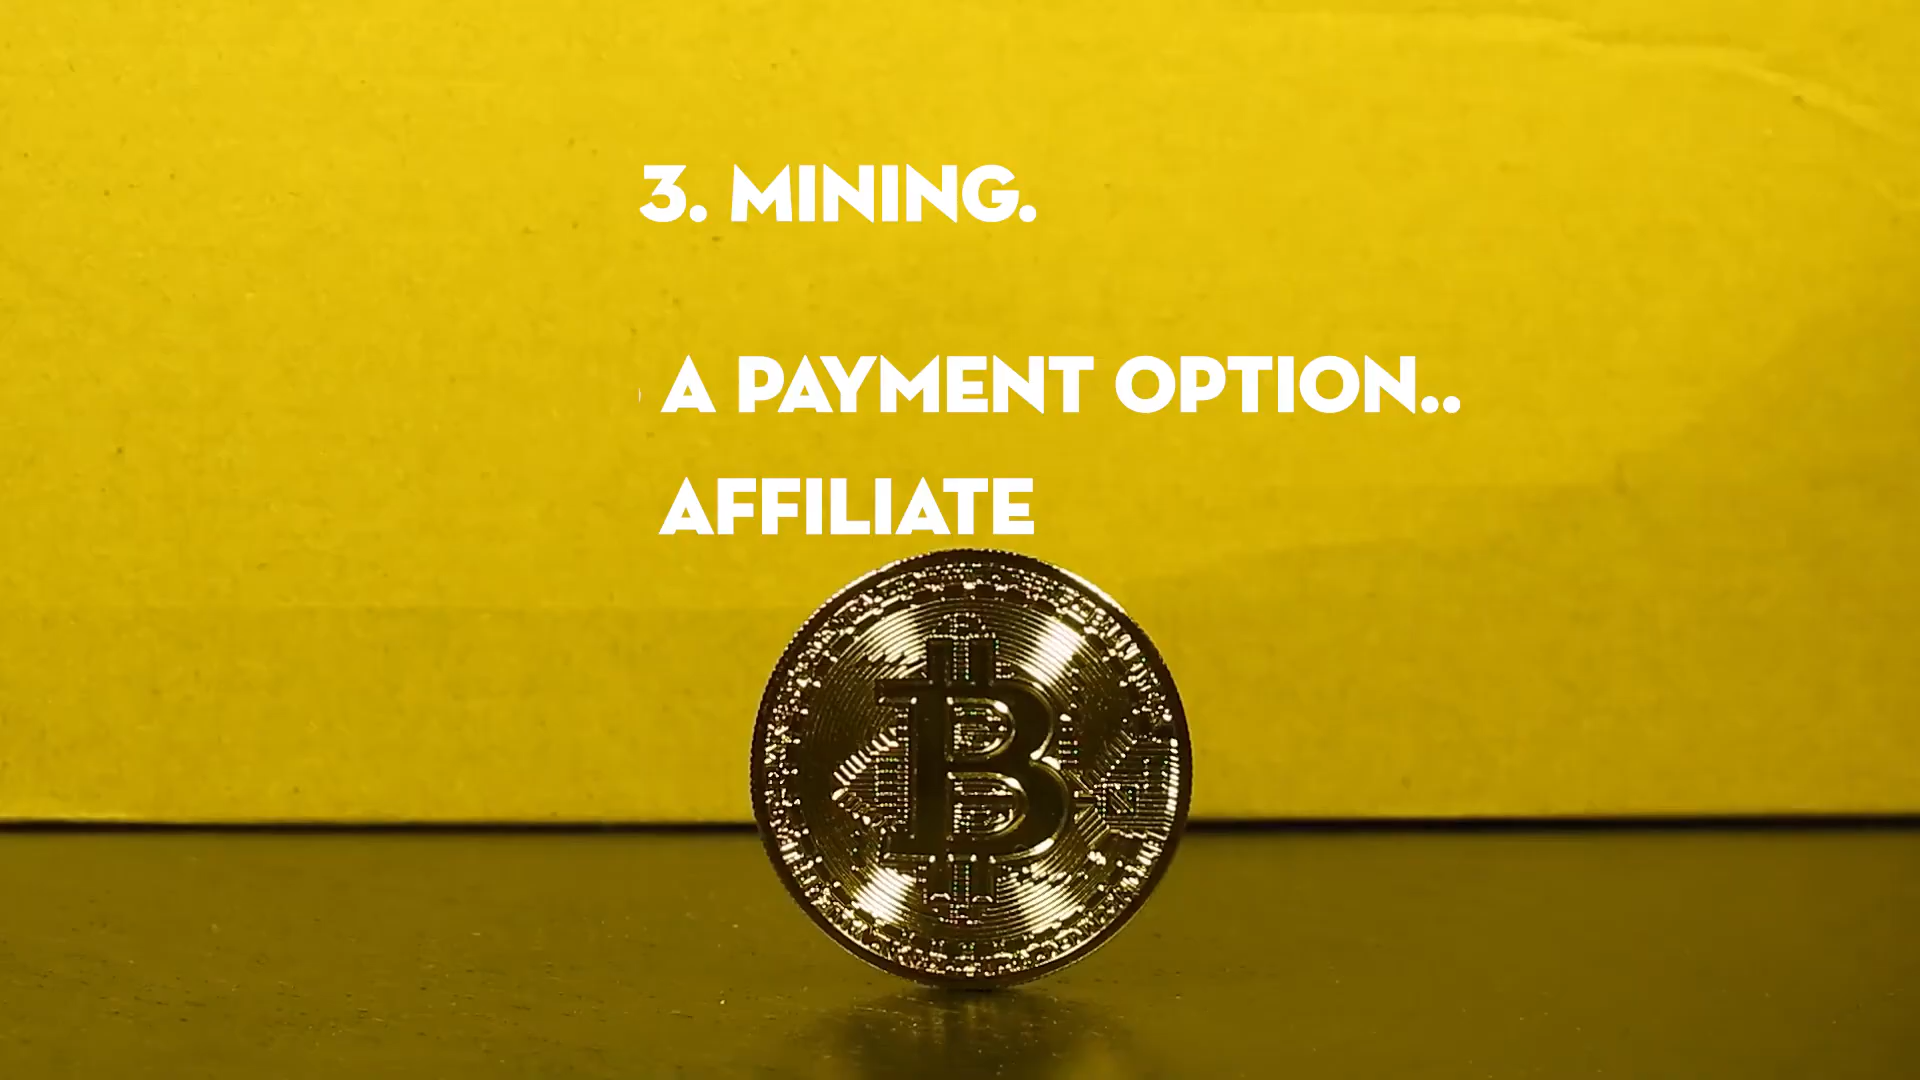 3. MINING.
A PAYMENT OPTION..
AFFILIATE
B